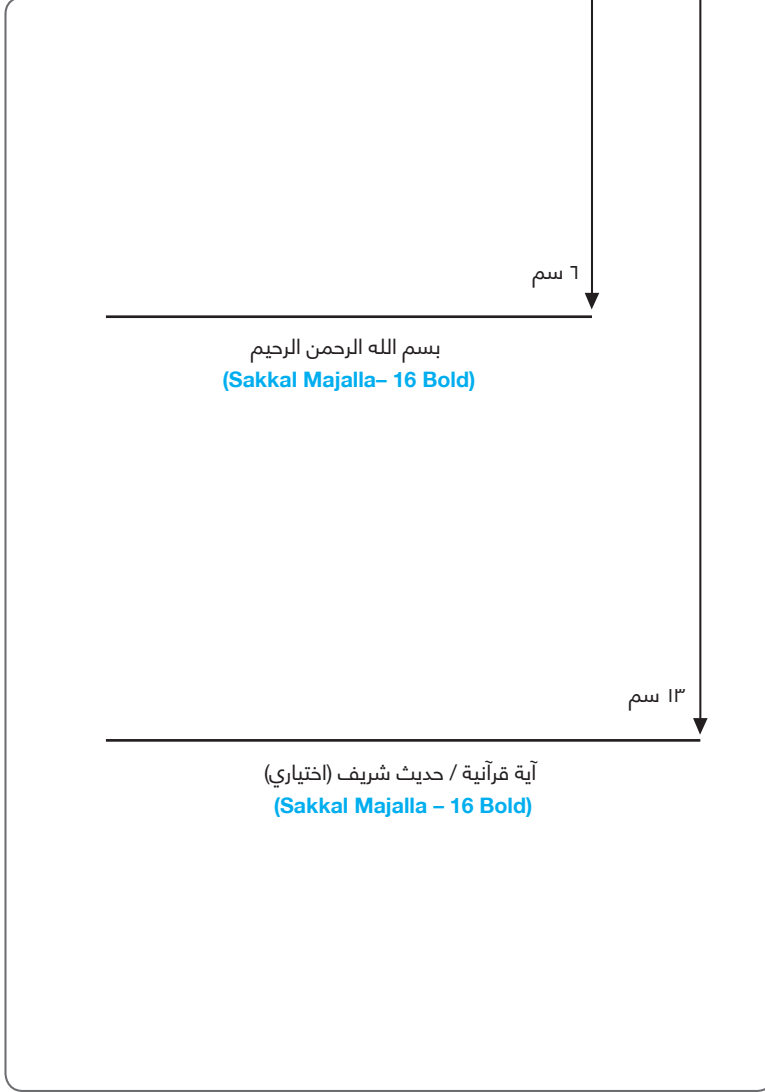 ٦ سم
بسم الله الرحمن الرحيم
(Sakkal Majalla– 16 Bold)
١٣ سم
آية قرآنية / حديث شريف (اختياري)
(Sakkal Majalla – 16 Bold)